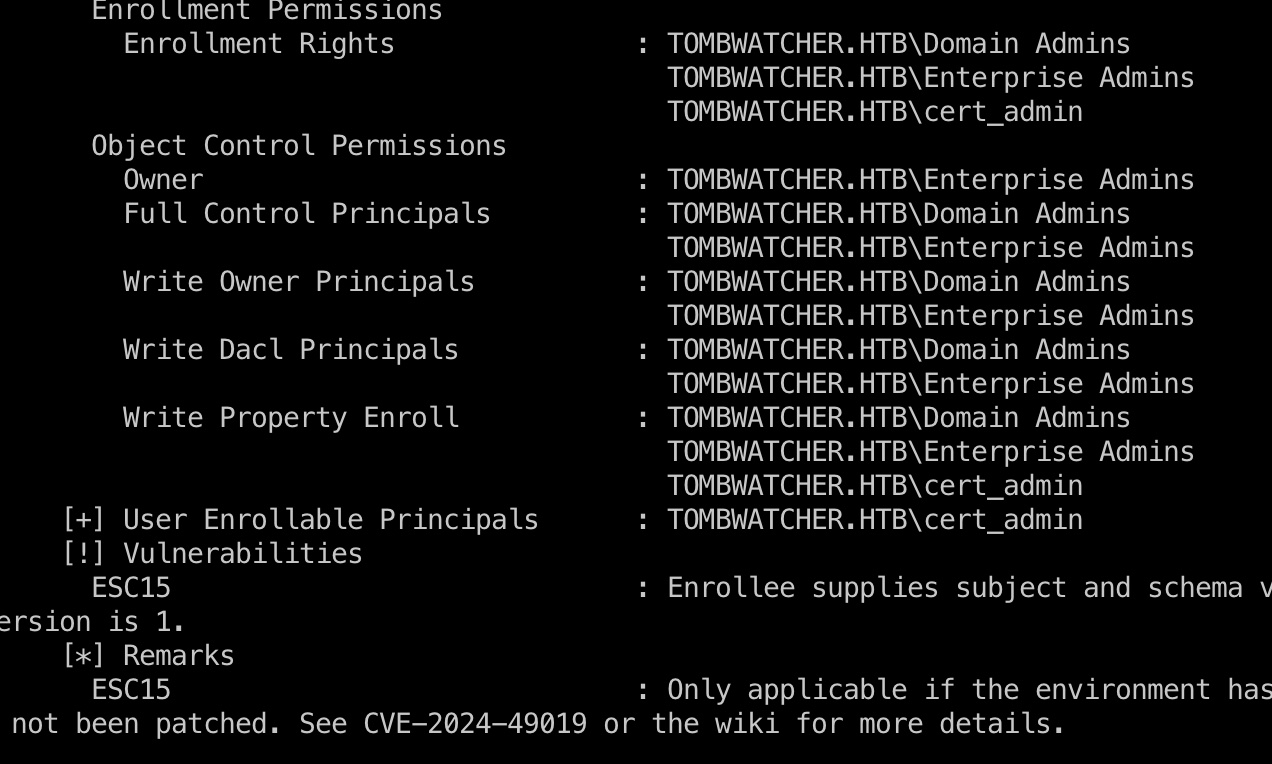 Enrollment Permissions
Enrollment Rights : TOMBWATCHER.HTB\Domain Admins
TOMBWATCHER.HTB\Enterprise Admins
TOMBWATCHER.HTB\cert_admin
Object Control Permissions
Owner : TOMBWATCHER.HTB\Enterprise Admins
Full Control Principals : TOMBWATCHER.HTB\Domain Admins
TOMBWATCHER.HTB\Enterprise Admins
Write Owner Principals : TOMBWATCHER.HTB\Domain Admins
TOMBWATCHER.HTB\Enterprise Admins
Write Dacl Principals : TOMBWATCHER.HTB\Domain Admins
TOMBWATCHER.HTB\Enterprise Admins
Write Property Enroll : TOMBWATCHER.HTB\Domain Admins
TOMBWATCHER.HTB\Enterprise Admins
TOMBWATCHER.HTB\cert_admin
[+] User Enrollable Principals : TOMBWATCHER.HTB\cert_admin
[!] Vulnerabilities
ESC15 : Enrollee supplies subject and schema v
ersion is 1.
[*] Remarks
ESC15 : Only applicable if the environment has
not been patched. See CVE-2024-49019 or the wiki for more details.